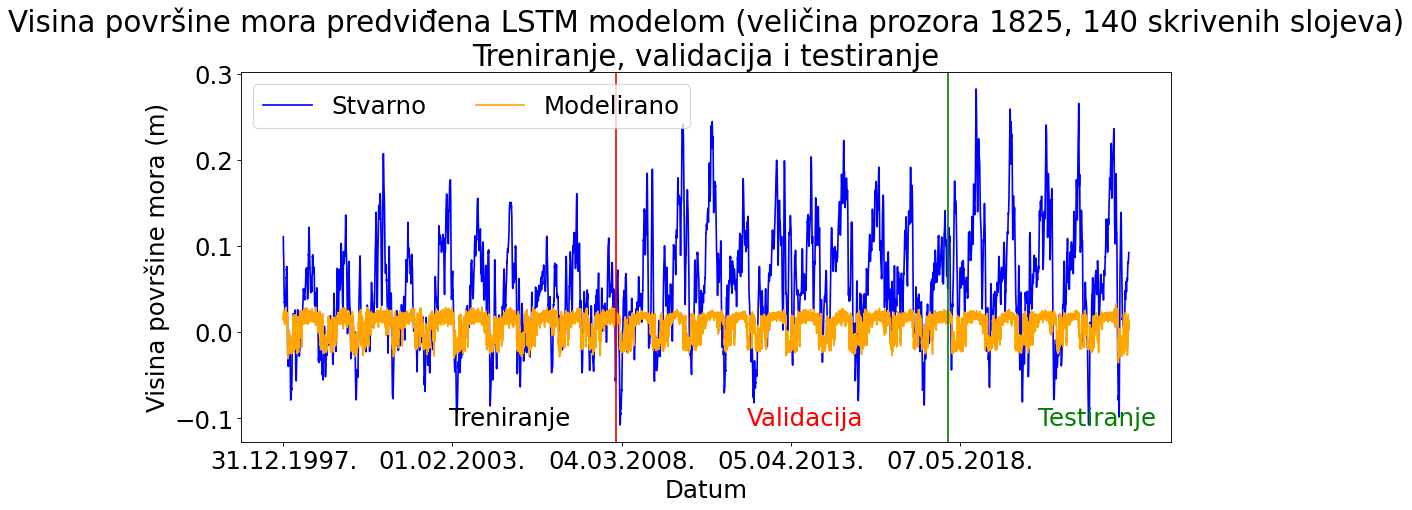 Visina površine mora predviđena LSTM modelom (veličina prozora 1825, 140 skrivenih slojeva)
Treniranje, validacija i testiranje
Stvarno
Modelirano
Visina površine mora (m)
0.3
0.2
0.1
0.0
−0.1
Treniranje
Validacija
Testiranje
31.12.1997.
01.02.2003.
04.03.2008.
05.04.2013.
07.05.2018.
Datum